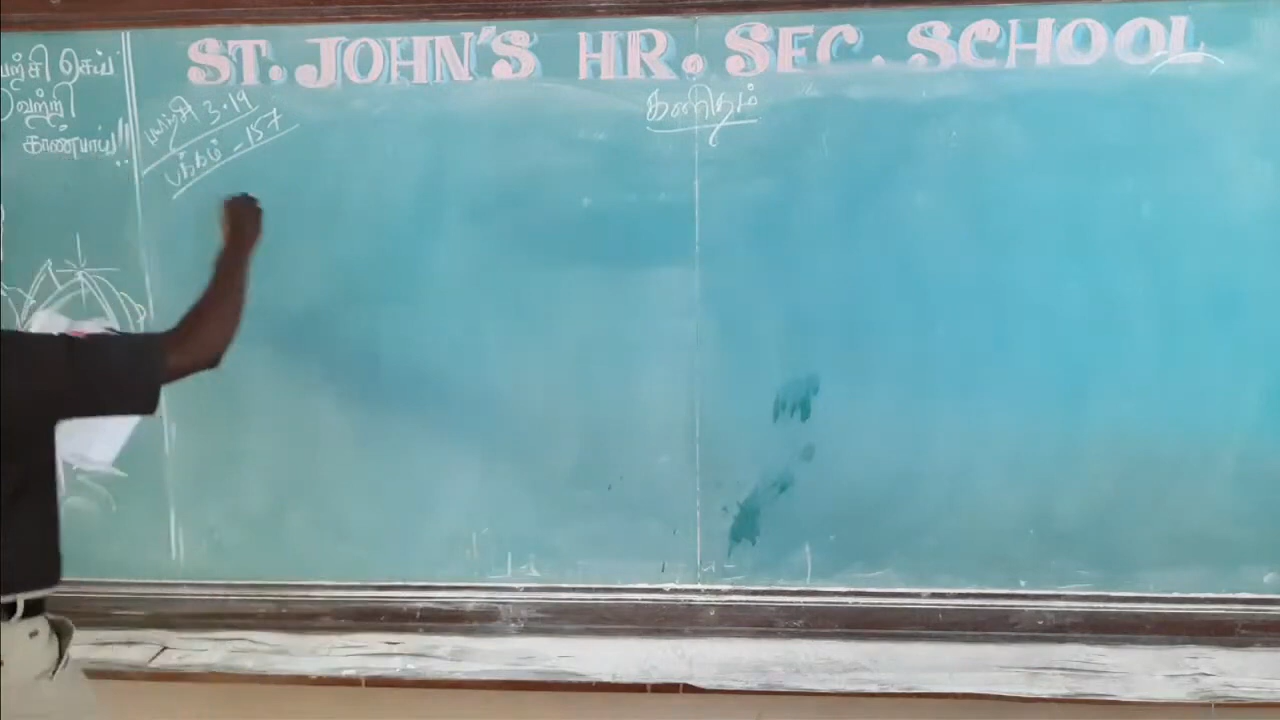 ST. JOHN'S HR. SEC. SCHOOL
கணிதம்
பயிற்சி 3.19
பக்கம் - 157
செய்
வெற்றி
காண்பாய்!!